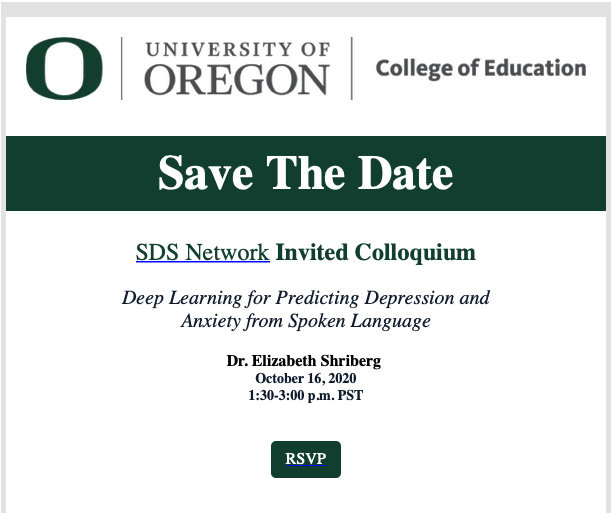 O
UNIVERSITY OF
OREGON
College of Education
Save The Date
SDS Network Invited Colloquium
Deep Learning for Predicting Depression and
Anxiety from Spoken Language
Dr. Elizabeth Shriberg
October 16, 2020
1:30-3:00 p.m. PST
RSVP